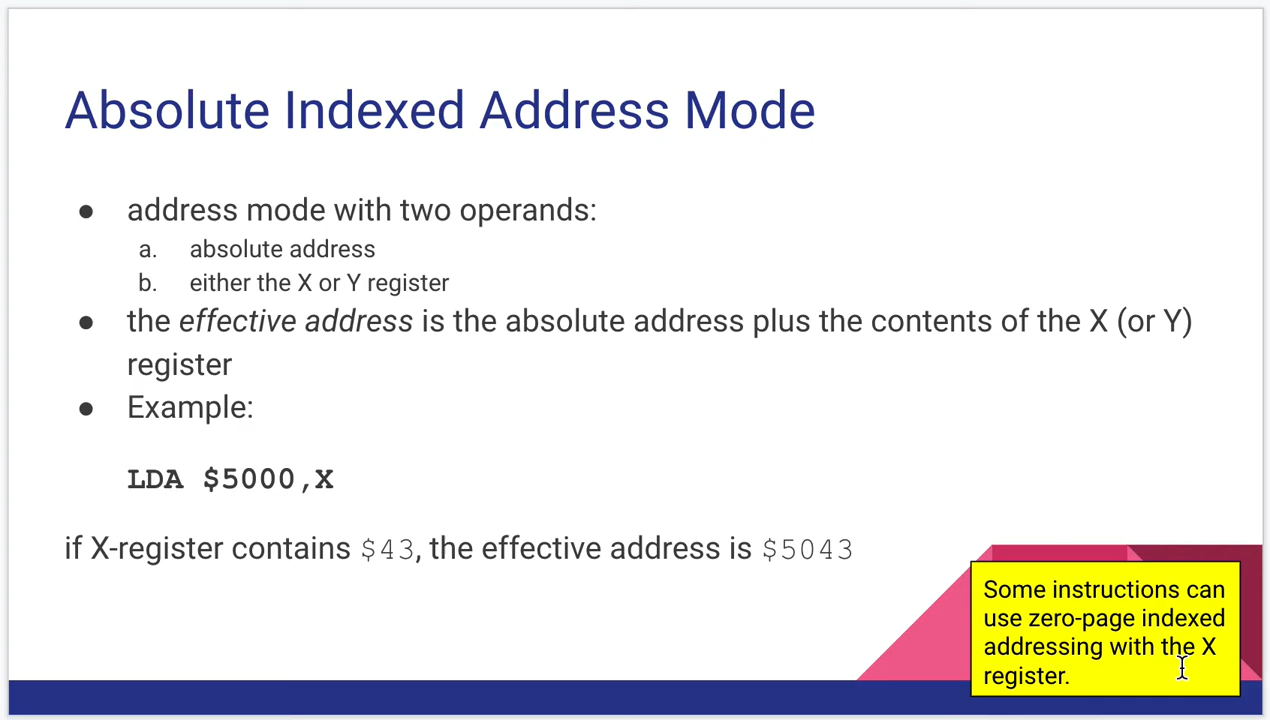 Absolute Indexed Address Mode
● address mode with two operands:
a. absolute address
b. either the X or Y register
● the effective address is the absolute address plus the contents of the X (or Y)
register
● Example:
LDA $5000,X
if X-register contains $43, the effective address is $5043
Some instructions can
use zero-page indexed
addressing with the X
register.